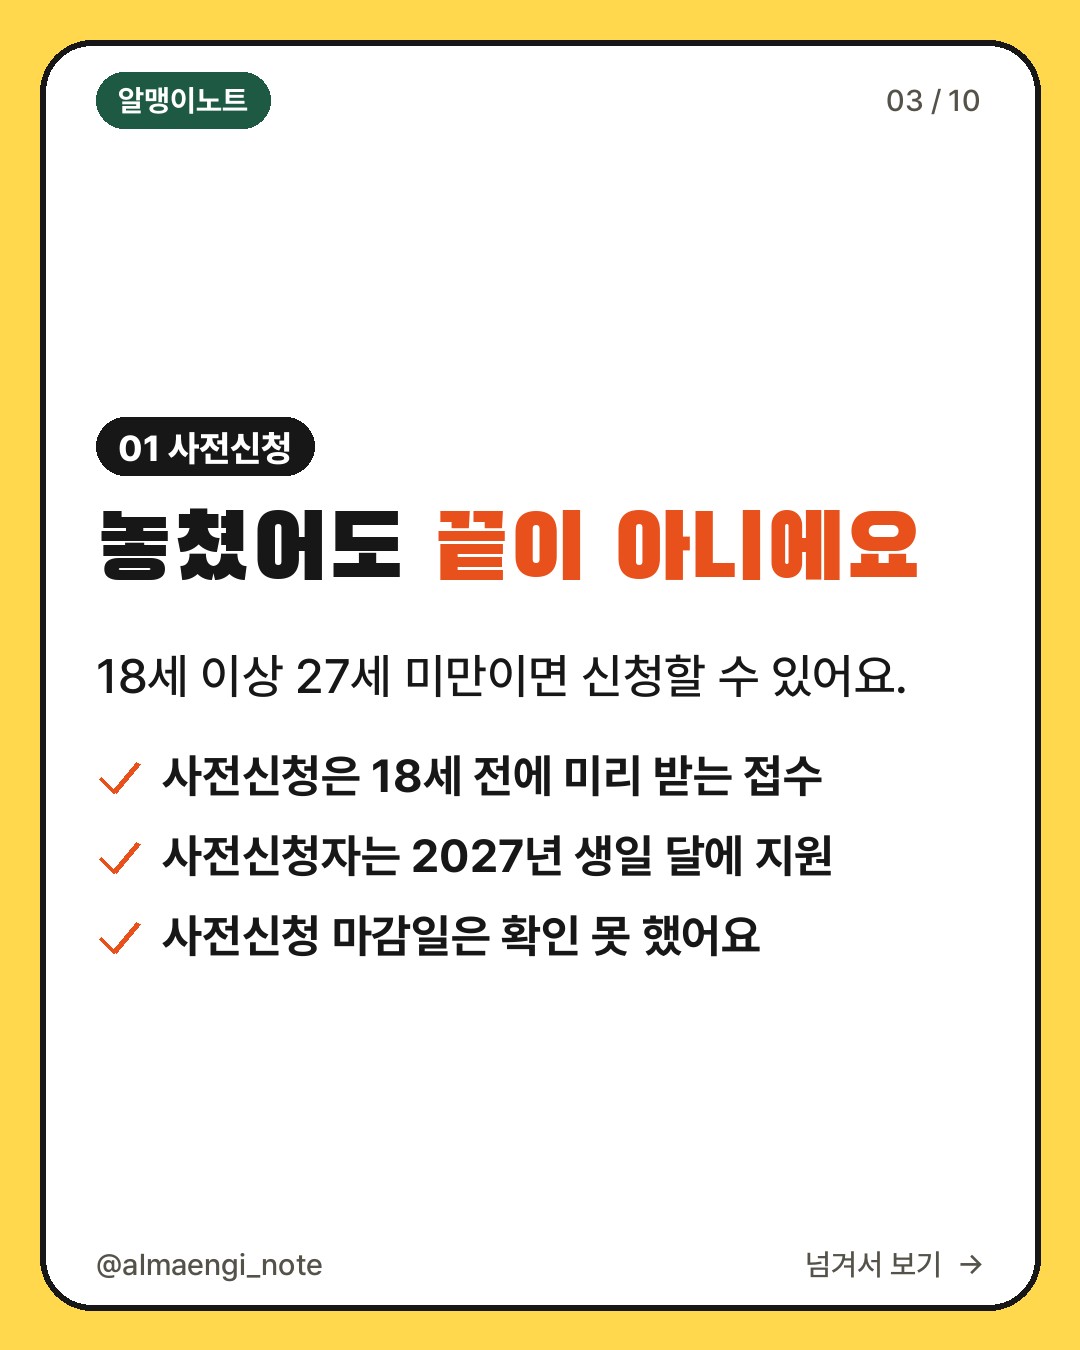 알맹이노트
03 / 10
01 사전신청
놓쳤어도 끝이 아니에요
18세 이상 27세 미만이면 신청할 수 있어요.
사전신청은 18세 전에 미리 받는 접수
사전신청자는 2027년 생일 달에 지원
사전신청 마감일은 확인 못 했어요
@almaengi_note
넘겨서 보기 →